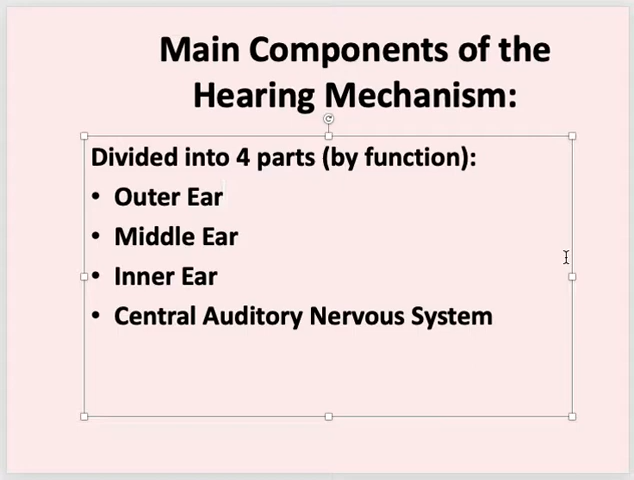 Main Components of the
Hearing Mechanism:
Divided into 4 parts (by function):
• Outer Ear
• Middle Ear
• Inner Ear
• Central Auditory Nervous System